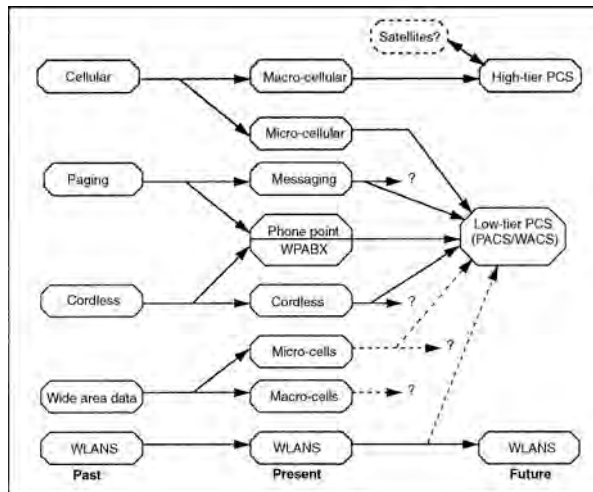 Satellites?
Cellular
Macro-cellular
High-tier PCS
Micro-cellular
Paging
Messaging
?
Phone point
WPABX
Low-tier PCS
(PACS/WACS)
Cordless
Cordless
?
Micro-cells
?
Wide area data
Macro-cells
?
WLANS
WLANS
WLANS
Past
Present
Future